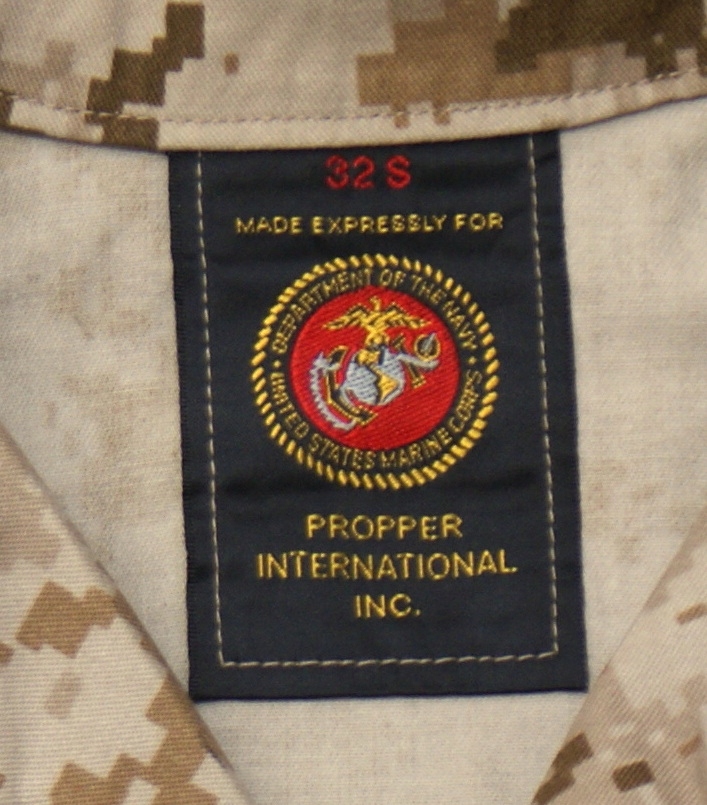 32 S
MADE EXPRESSLY FOR
DEPARTMENT OF THE NAVY
UNITED STATES MARINE CORPS
PROPPER
INTERNATIONAL
INC.